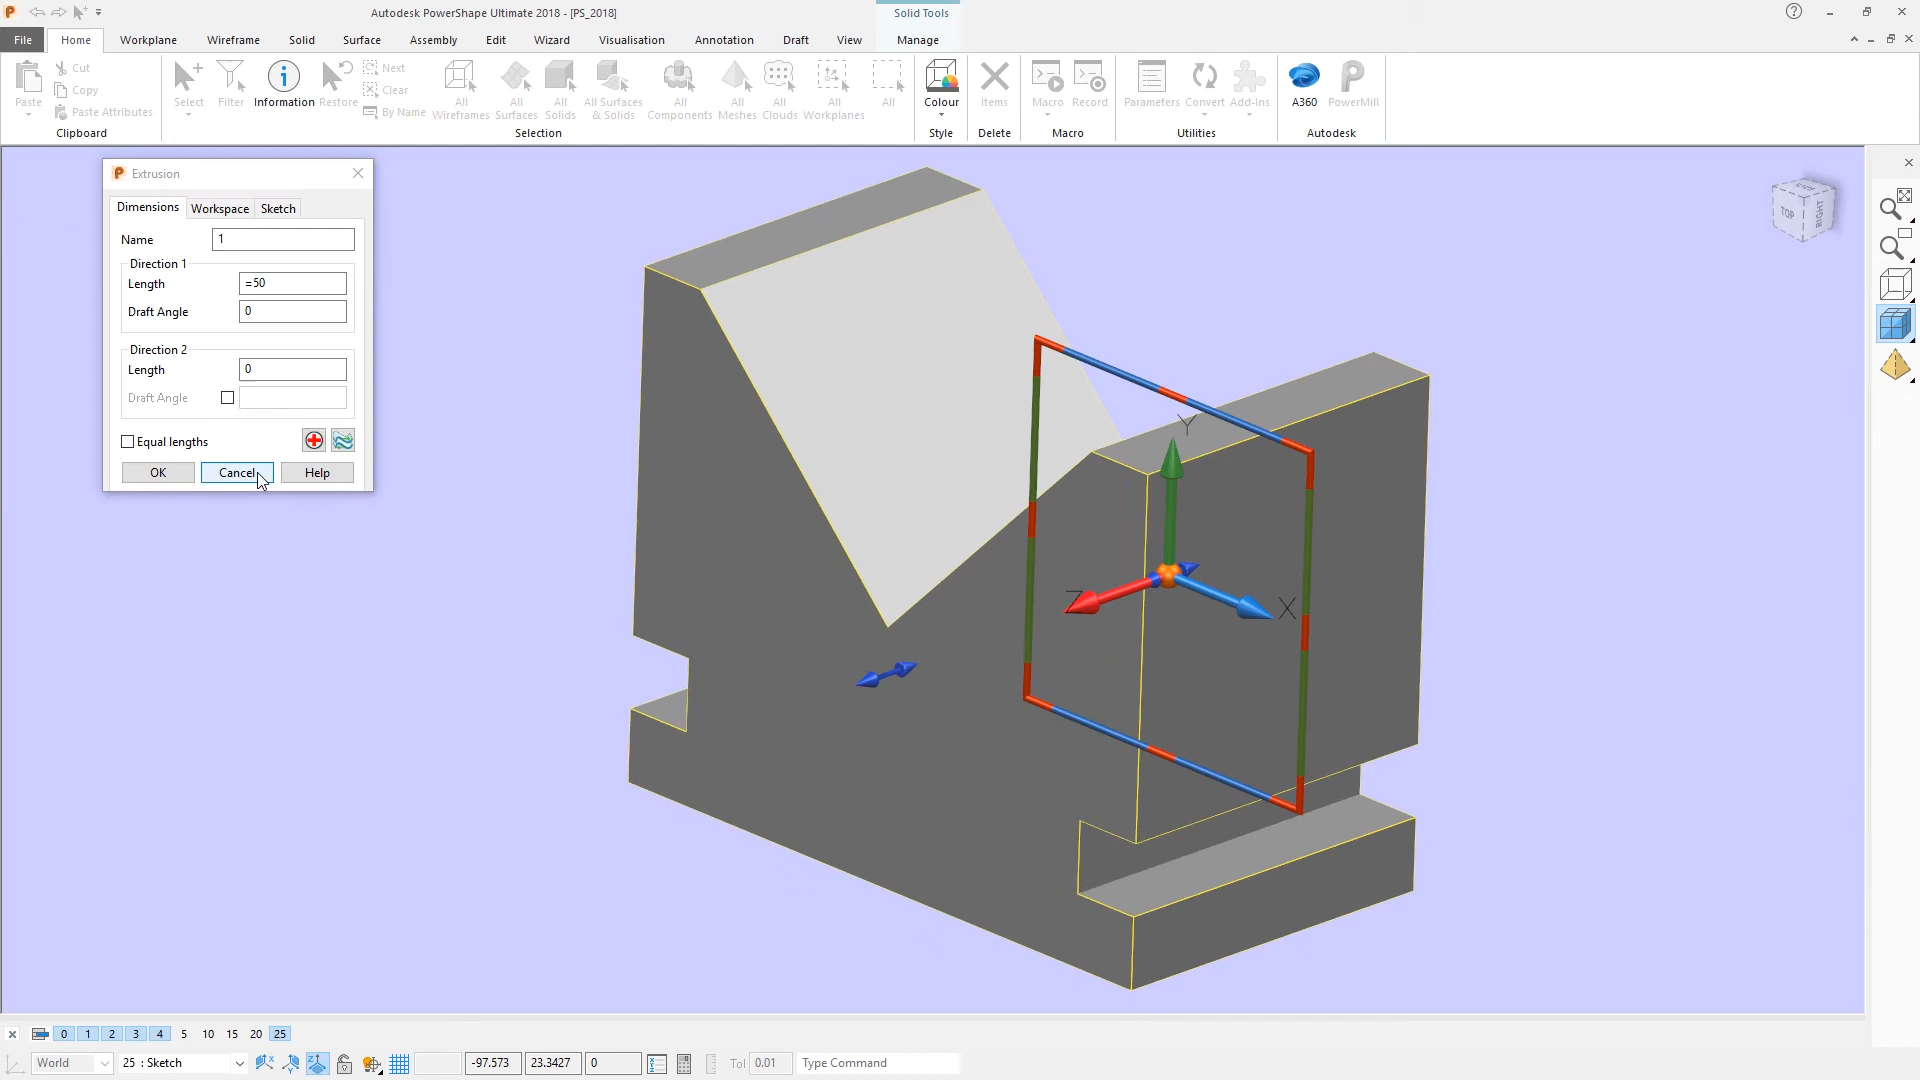 Autodesk PowerShape Ultimate 2018 - [PS_2018]
Solid Tools
File Home Workplane Wireframe Solid Surface Assembly Edit Wizard Visualisation Annotation Draft View Manage
Paste
Cut
Copy
Paste Attributes
Clipboard
Select
Filter
Information
Restore
Next
Clear
By Name
All Wireframes
All Surfaces
All Solids
All Surfaces & Solids
All Components
All Meshes
All Clouds
All Workplanes
All
Selection
Colour
Style
Items
Delete
Macro
Record
Macro
Parameters
Convert
Add-Ins
Utilities
A360
PowerMill
Autodesk
Extrusion
Dimensions Workspace Sketch
Name 1
Direction 1
Length =50
Draft Angle 0
Direction 2
Length 0
Draft Angle
Equal lengths
OK Cancel Help
Y
Z
X
TOP
RIGHT
0 1 2 3 4 5 10 15 20 25
World 25 : Sketch -97.573 23.3427 0 Tol 0.01 Type Command